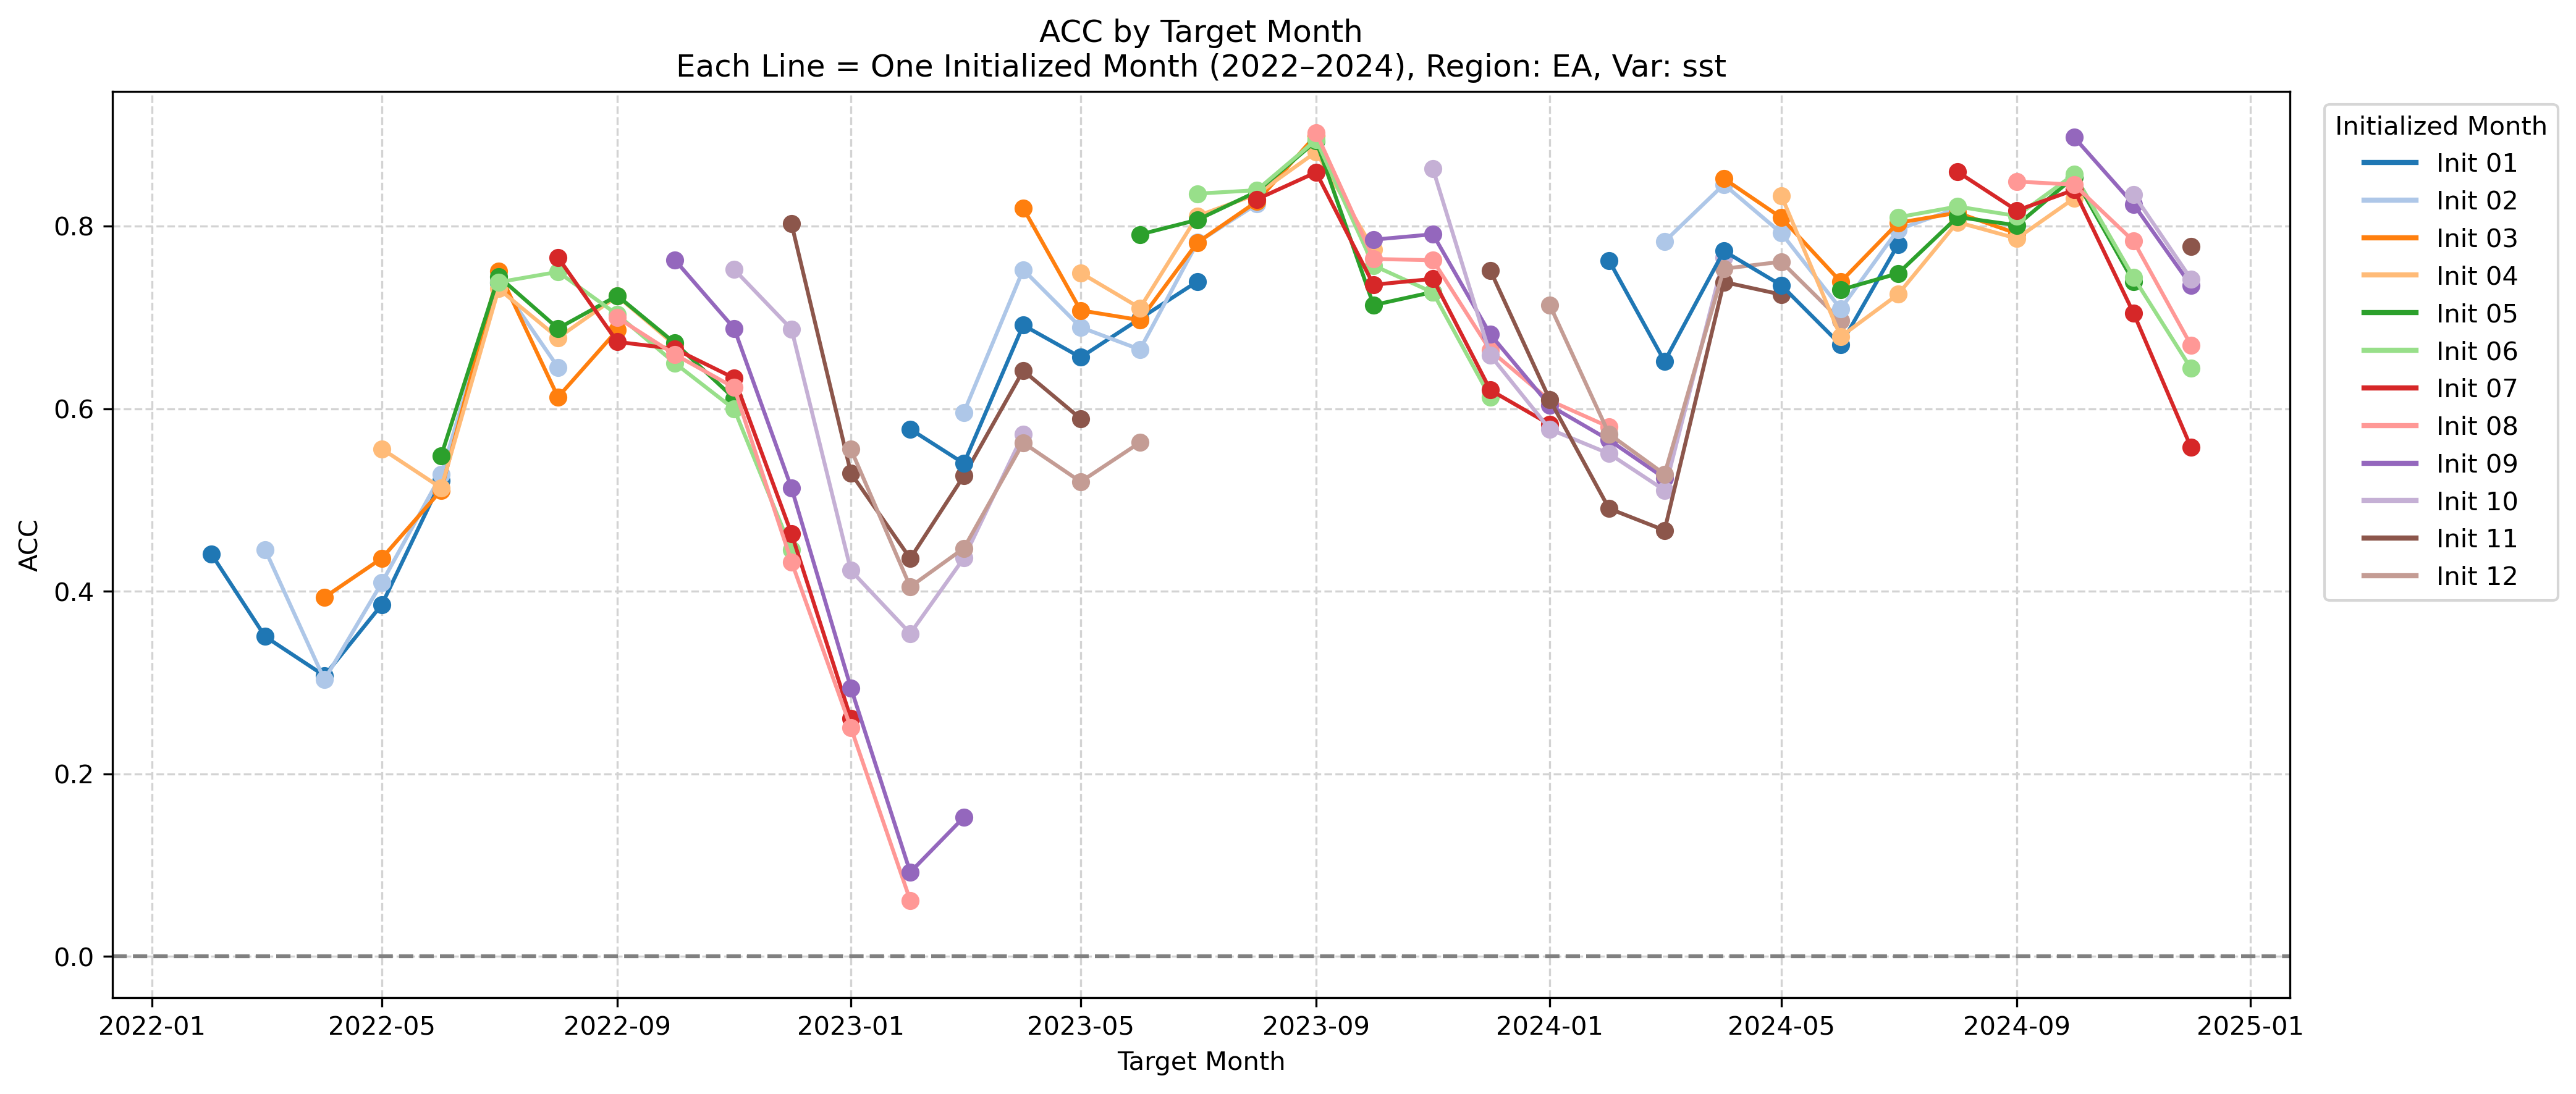 ACC by Target Month
Each Line = One Initialized Month (2022–2024), Region: EA, Var: sst
Initialized Month
Init 01
Init 02
Init 03
Init 04
Init 05
Init 06
Init 07
Init 08
Init 09
Init 10
Init 11
Init 12
ACC
0.8
0.6
0.4
0.2
0.0
2022-01
2022-05
2022-09
2023-01
2023-05
2023-09
2024-01
2024-05
2024-09
2025-01
Target Month